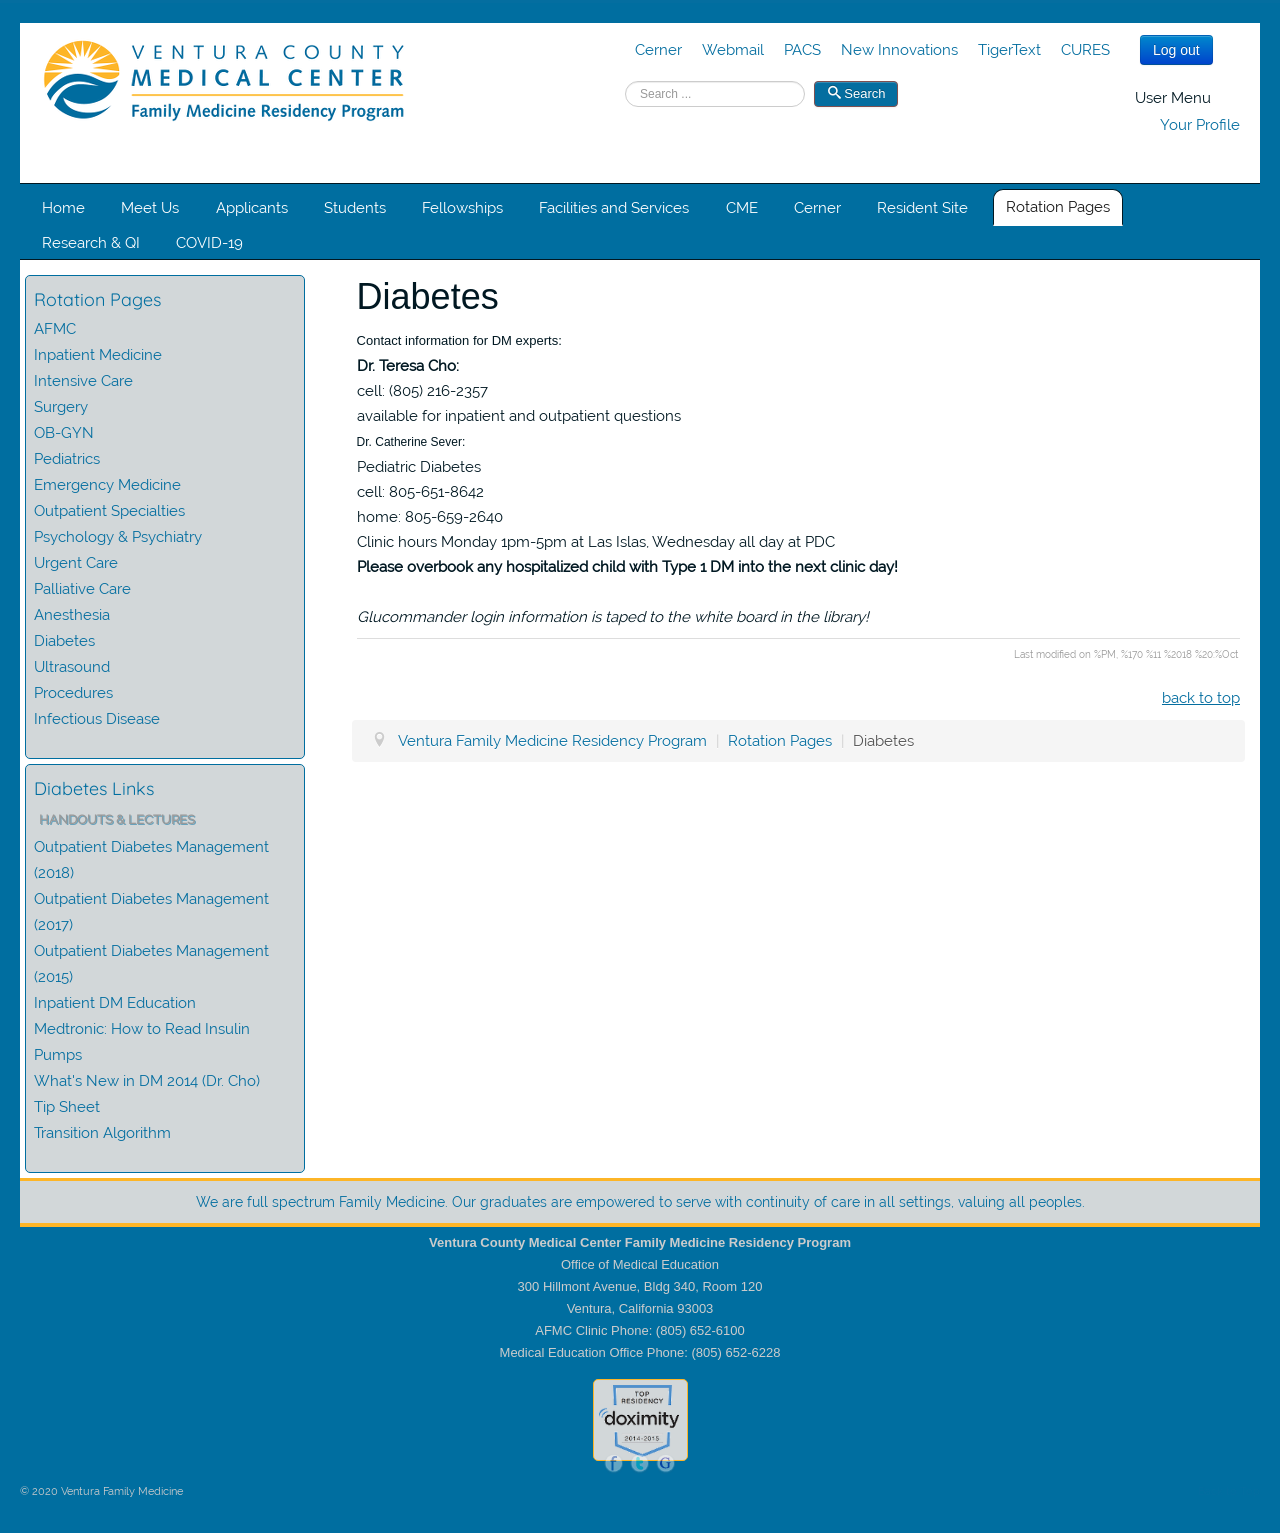 VENTURA COUNTY
MEDICAL CENTER
Family Medicine Residency Program
Cerner Webmail PACS New Innovations TigerText CURES Log out
Search ... Search
User Menu
Your Profile
Home Meet Us Applicants Students Fellowships Facilities and Services CME Cerner Resident Site Rotation Pages
Research & QI COVID-19
Rotation Pages
AFMC
Inpatient Medicine
Intensive Care
Surgery
OB-GYN
Pediatrics
Emergency Medicine
Outpatient Specialties
Psychology & Psychiatry
Urgent Care
Palliative Care
Anesthesia
Diabetes
Ultrasound
Procedures
Infectious Disease
Diabetes Links
HANDOUTS & LECTURES
Outpatient Diabetes Management
(2018)
Outpatient Diabetes Management
(2017)
Outpatient Diabetes Management
(2015)
Inpatient DM Education
Medtronic: How to Read Insulin
Pumps
What's New in DM 2014 (Dr. Cho)
Tip Sheet
Transition Algorithm
Diabetes
Contact information for DM experts:
Dr. Teresa Cho:
cell: (805) 216-2357
available for inpatient and outpatient questions
Dr. Catherine Sever:
Pediatric Diabetes
cell: 805-651-8642
home: 805-659-2640
Clinic hours Monday 1pm-5pm at Las Islas, Wednesday all day at PDC
Please overbook any hospitalized child with Type 1 DM into the next clinic day!
Glucommander login information is taped to the white board in the library!
Last modified on %PM, %170 %11 %2018 %20:%Oct
back to top
Ventura Family Medicine Residency Program | Rotation Pages | Diabetes
We are full spectrum Family Medicine. Our graduates are empowered to serve with continuity of care in all settings, valuing all peoples.
Ventura County Medical Center Family Medicine Residency Program
Office of Medical Education
300 Hillmont Avenue, Bldg 340, Room 120
Ventura, California 93003
AFMC Clinic Phone: (805) 652-6100
Medical Education Office Phone: (805) 652-6228
TOP
RESIDENCY
doximity
2014-2015
f t G
© 2020 Ventura Family Medicine